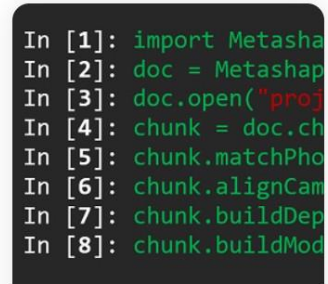 In [1]: import Metasha
In [2]: doc = Metashap
In [3]: doc.open("proj
In [4]: chunk = doc.ch
In [5]: chunk.matchPho
In [6]: chunk.alignCam
In [7]: chunk.buildDep
In [8]: chunk.buildMod